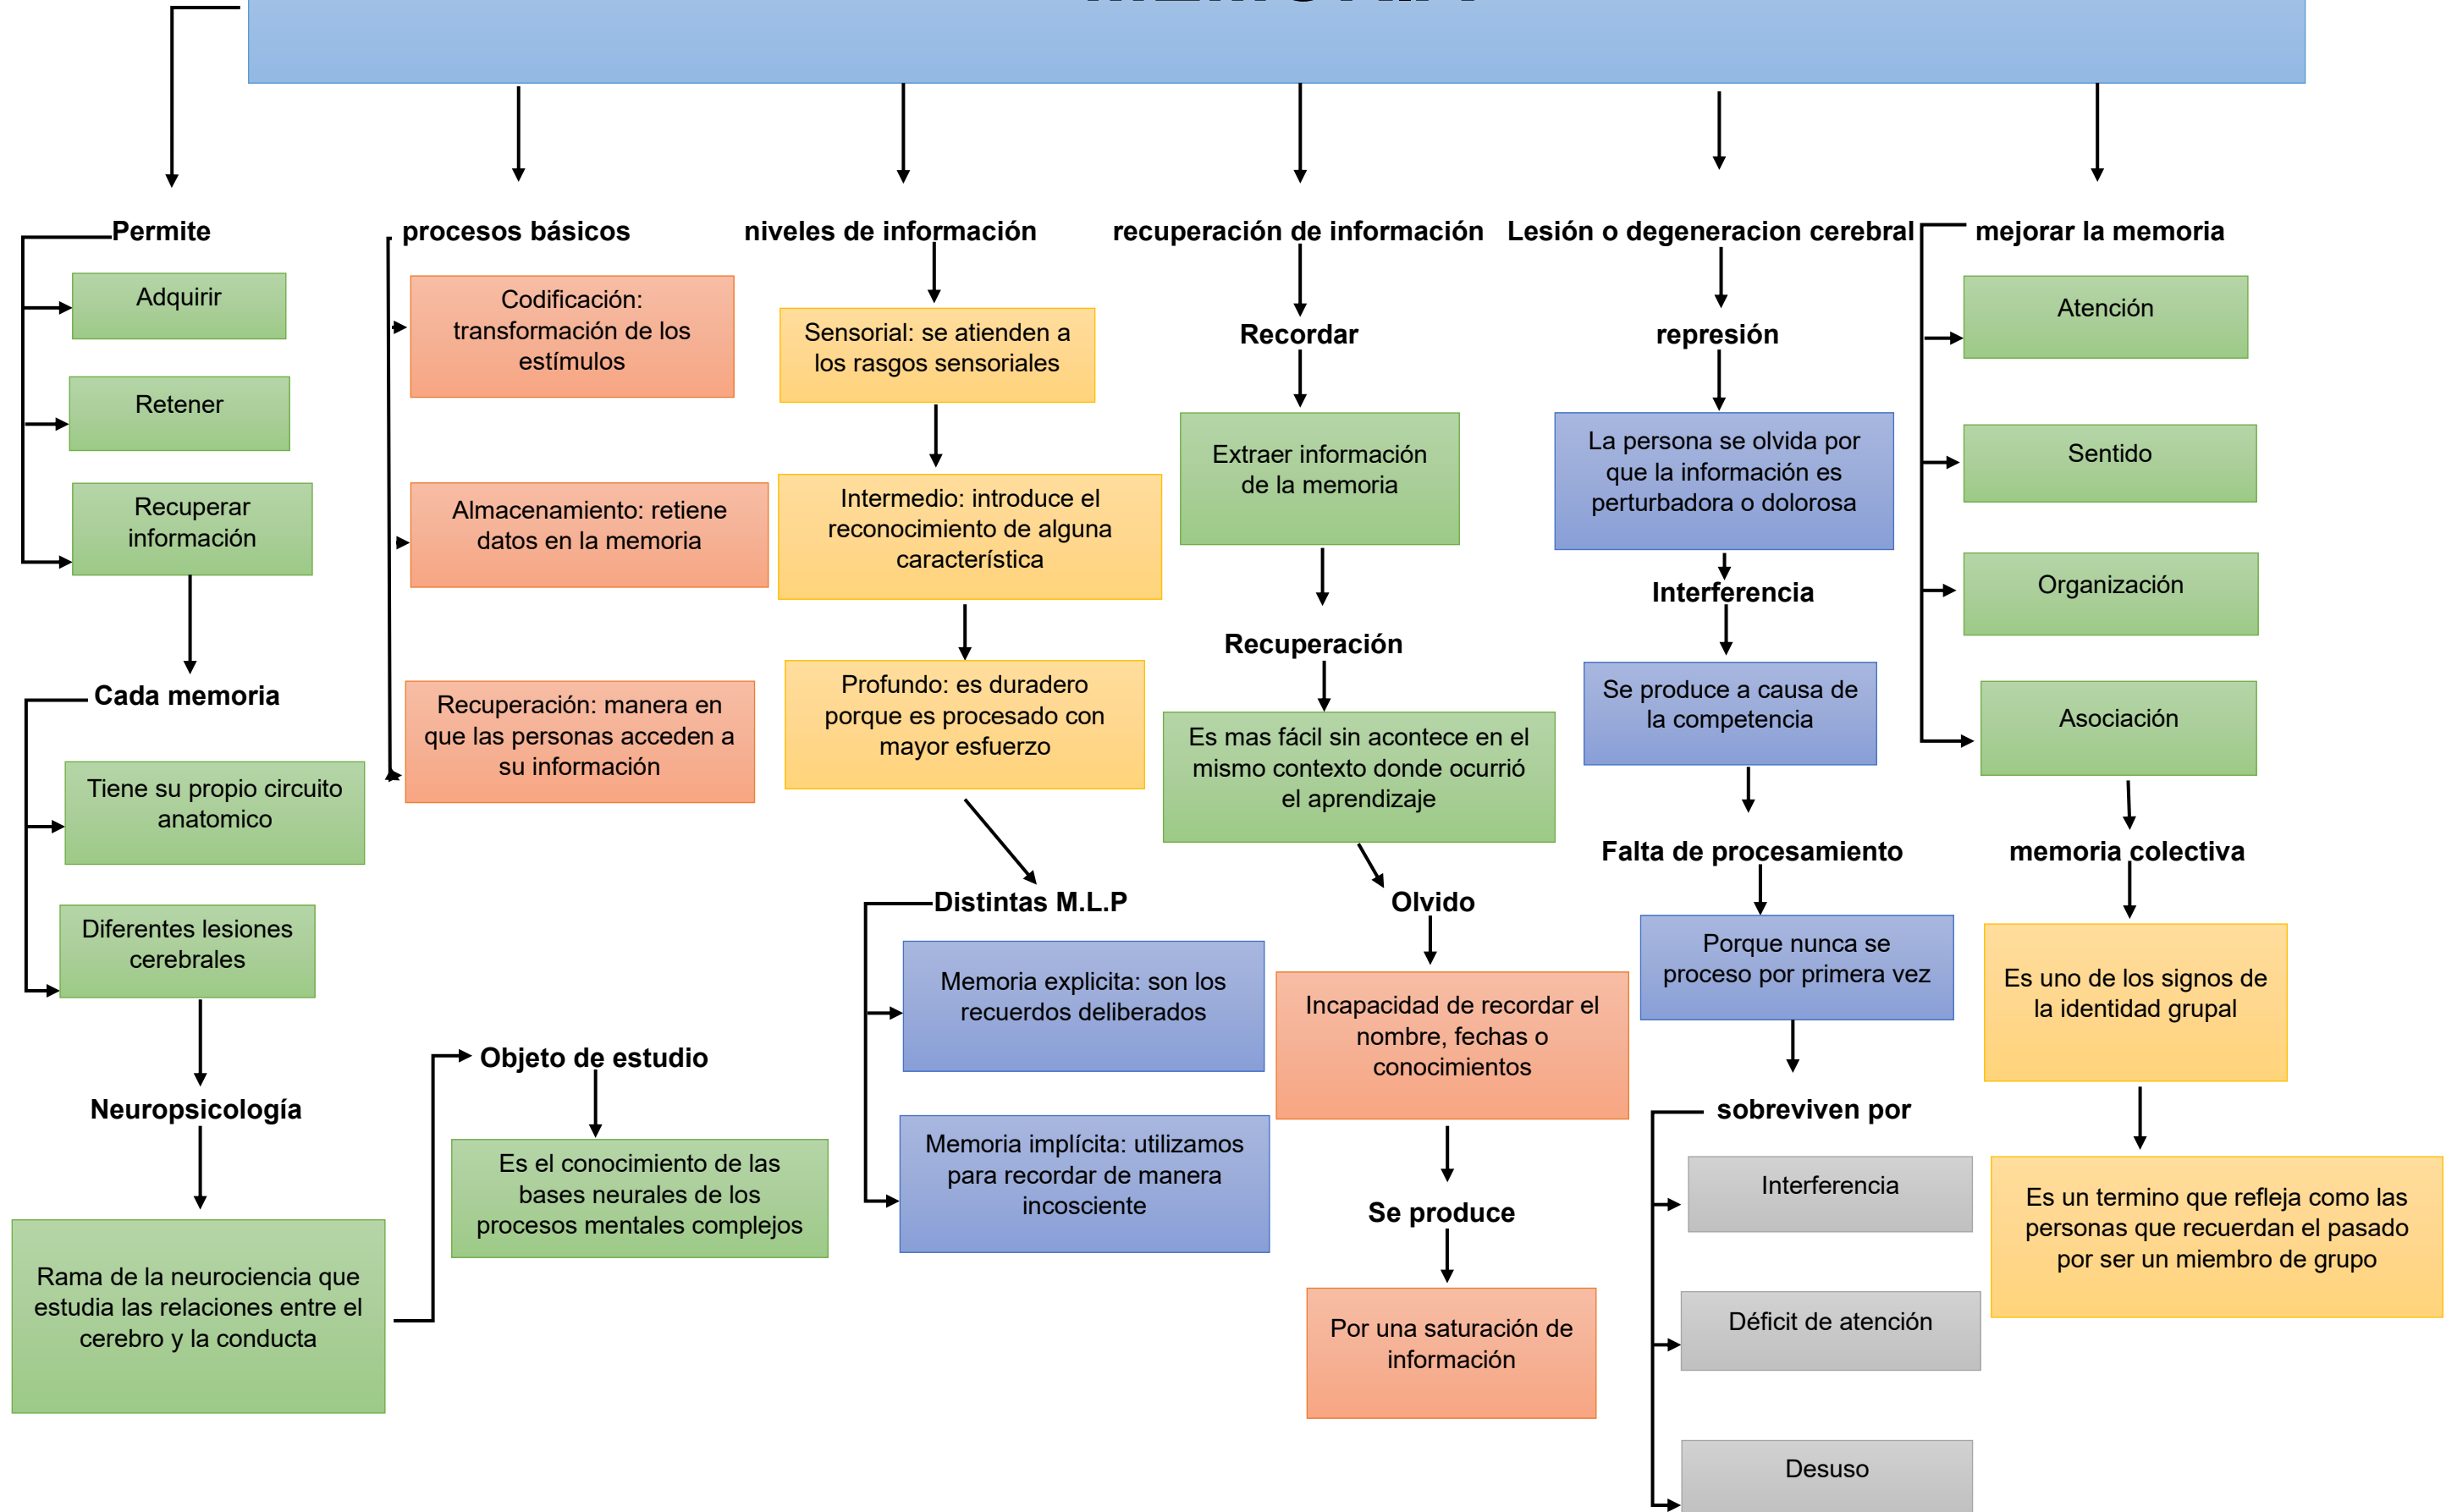 Permite
Adquirir
Retener
Recuperar
información
Cada memoria
Tiene su propio circuito
anatomico
Diferentes lesiones
cerebrales
Neuropsicología
Rama de la neurociencia que
estudia las relaciones entre el
cerebro y la conducta
Objeto de estudio
Es el conocimiento de las
bases neurales de los
procesos mentales complejos
procesos básicos
Codificación:
transformación de los
estímulos
Almacenamiento: retiene
datos en la memoria
Recuperación: manera en
que las personas acceden a
su información
niveles de información
Sensorial: se atienden a
los rasgos sensoriales
Intermedio: introduce el
reconocimiento de alguna
característica
Profundo: es duradero
porque es procesado con
mayor esfuerzo
Distintas M.L.P
Memoria explicita: son los
recuerdos deliberados
Memoria implícita: utilizamos
para recordar de manera
incosciente
recuperación de información
Recordar
Extraer información
de la memoria
Recuperación
Es mas fácil sin acontece en el
mismo contexto donde ocurrió
el aprendizaje
Olvido
Incapacidad de recordar el
nombre, fechas o
conocimientos
Se produce
Por una saturación de
información
Lesión o degeneracion cerebral
represión
La persona se olvida por
que la información es
perturbadora o dolorosa
Interferencia
Se produce a causa de
la competencia
Falta de procesamiento
Porque nunca se
proceso por primera vez
sobreviven por
Interferencia
Déficit de atención
Desuso
mejorar la memoria
Atención
Sentido
Organización
Asociación
memoria colectiva
Es uno de los signos de
la identidad grupal
Es un termino que refleja como las
personas que recuerdan el pasado
por ser un miembro de grupo